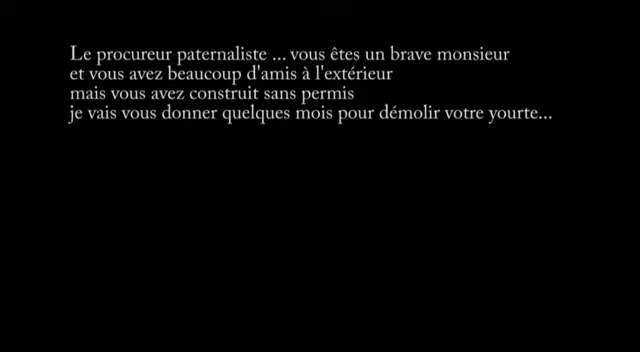 Le procureur paternaliste ... vous êtes un brave monsieur
et vous avez beaucoup d'amis à l'extérieur
mais vous avez construit sans permis
je vais vous donner quelques mois pour démolir votre yourte...